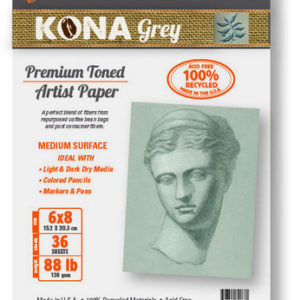 KONA Grey
Premium Toned
Artist Paper
ACID FREE
100%
RECYCLED
MADE IN THE U.S.A.
A perfect blend of fibers from
repurposed coffee bean bags
and post consumer fibers.
MEDIUM SURFACE
IDEAL WITH
• Light & Dark Dry Media
• Colored Pencils
• Markers & Pens
6x8
15.2 X 20.3 cm
36
SHEETS
88 lb
130 gsm
Made in U.S.A. • 100% Recycled Materials • Acid Free